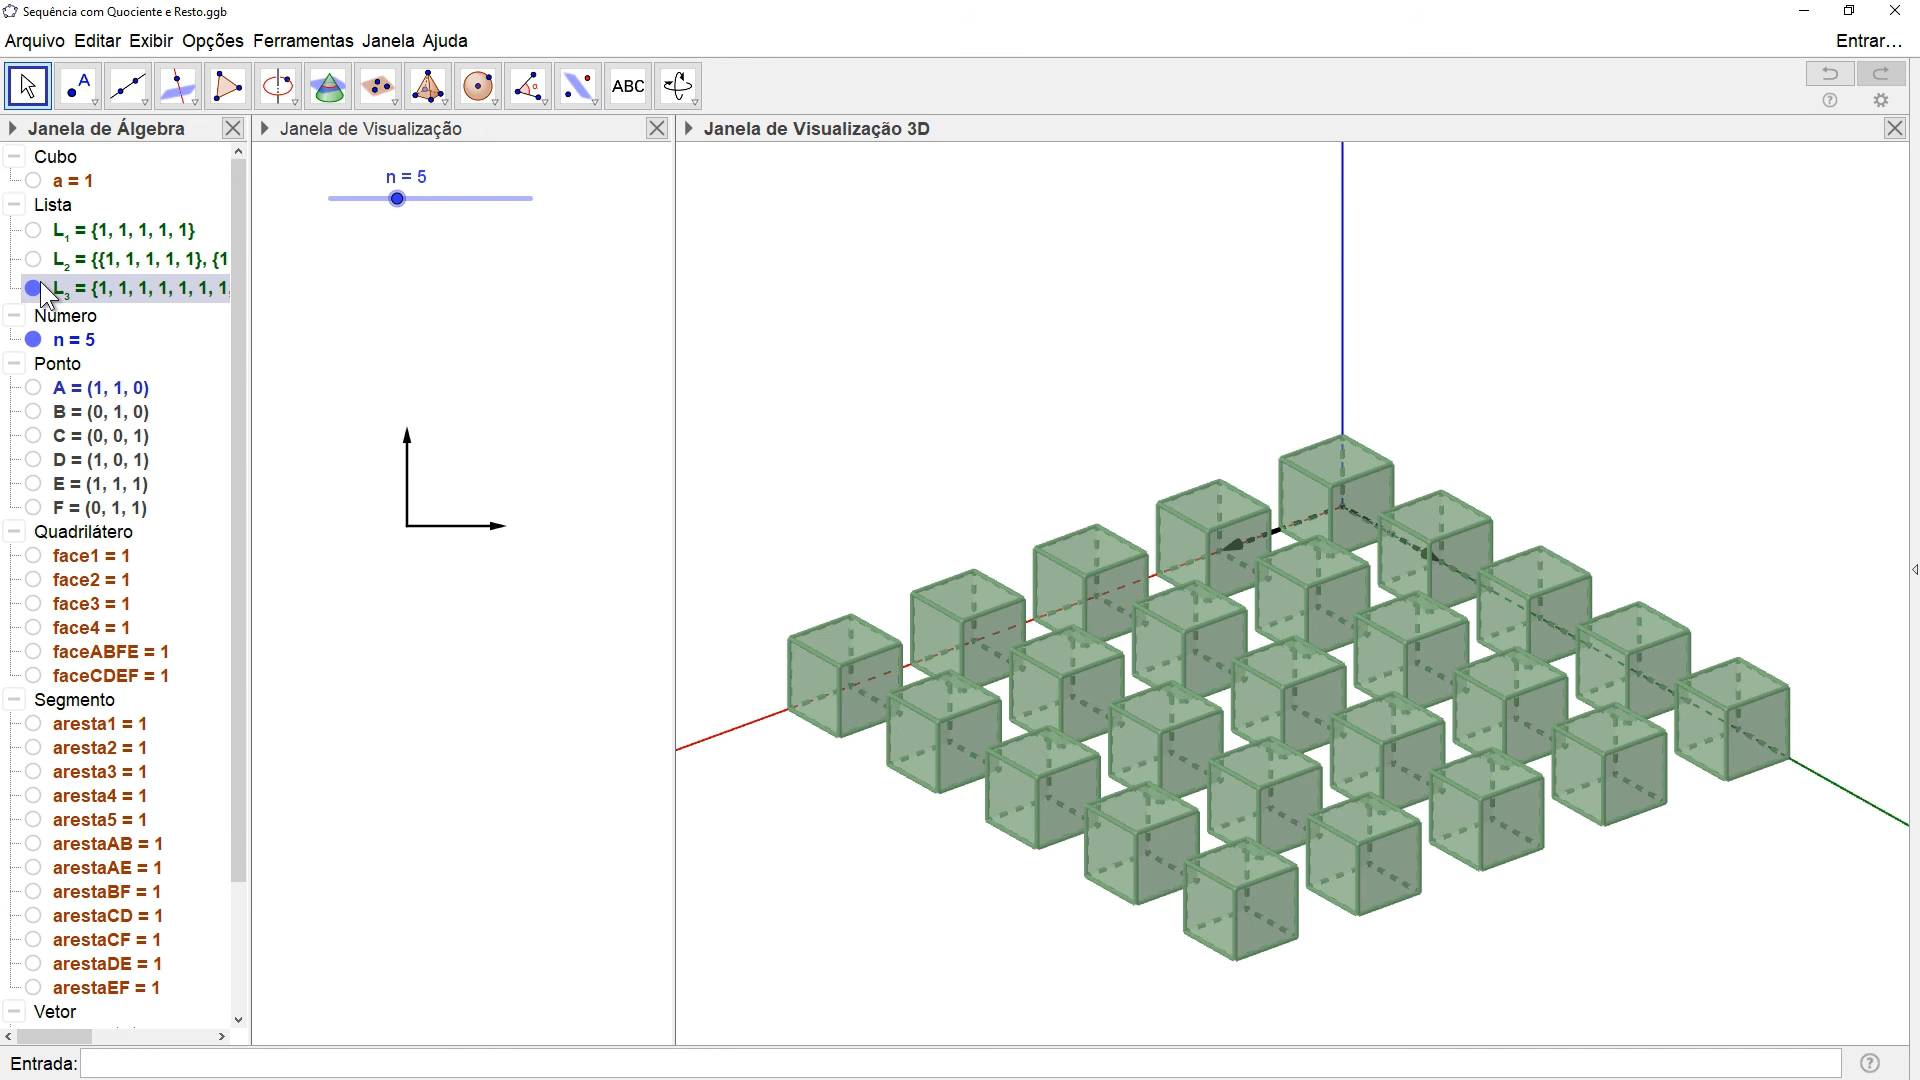 Sequência com Quociente e Resto.ggb
Arquivo Editar Exibir Opções Ferramentas Janela Ajuda
Entrar…
ABC
Janela de Álgebra
Janela de Visualização
Janela de Visualização 3D
Cubo
a = 1
Lista
L₁ = {1, 1, 1, 1, 1}
L₂ = {{1, 1, 1, 1, 1}, {1
L₃ = {1, 1, 1, 1, 1, 1, 1,
Número
n = 5
Ponto
A = (1, 1, 0)
B = (0, 1, 0)
C = (0, 0, 1)
D = (1, 0, 1)
E = (1, 1, 1)
F = (0, 1, 1)
Quadrilátero
face1 = 1
face2 = 1
face3 = 1
face4 = 1
faceABFE = 1
faceCDEF = 1
Segmento
aresta1 = 1
aresta2 = 1
aresta3 = 1
aresta4 = 1
aresta5 = 1
arestaAB = 1
arestaAE = 1
arestaBF = 1
arestaCD = 1
arestaCF = 1
arestaDE = 1
arestaEF = 1
Vetor
n = 5
Entrada: